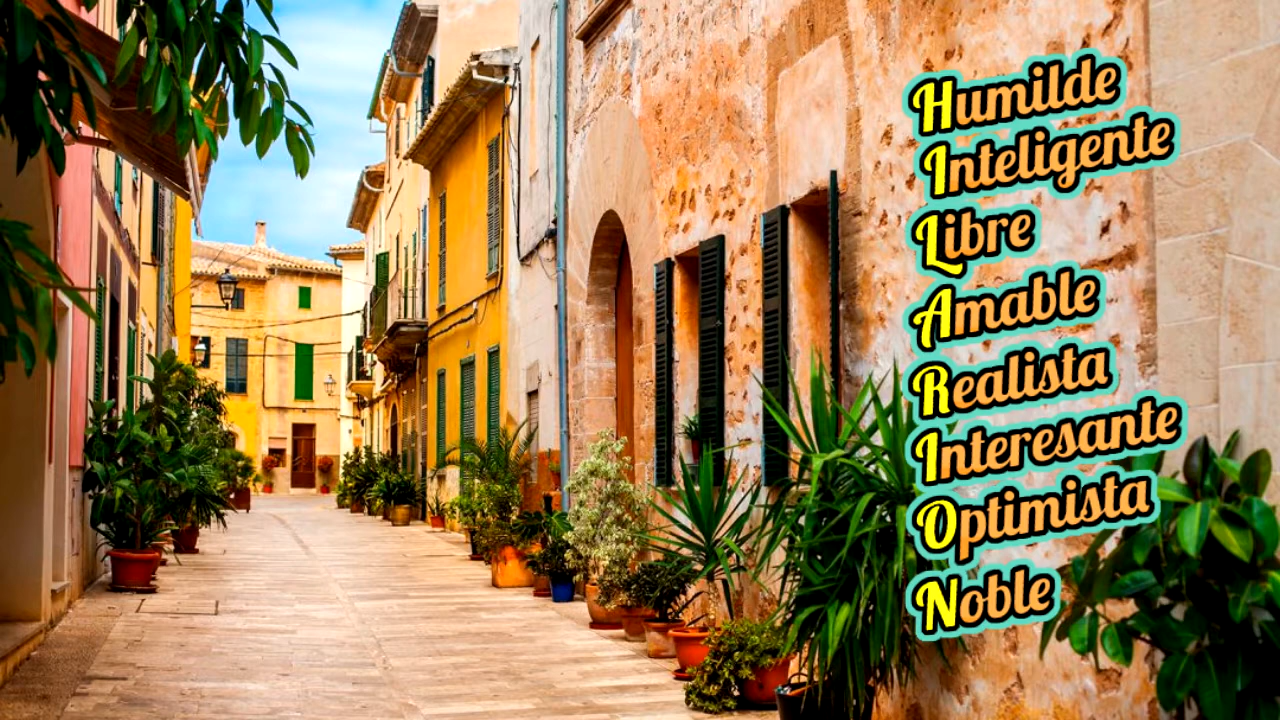 Humilde
Inteligente
Libre
Amable
Realista
Interesante
Optimista
Noble